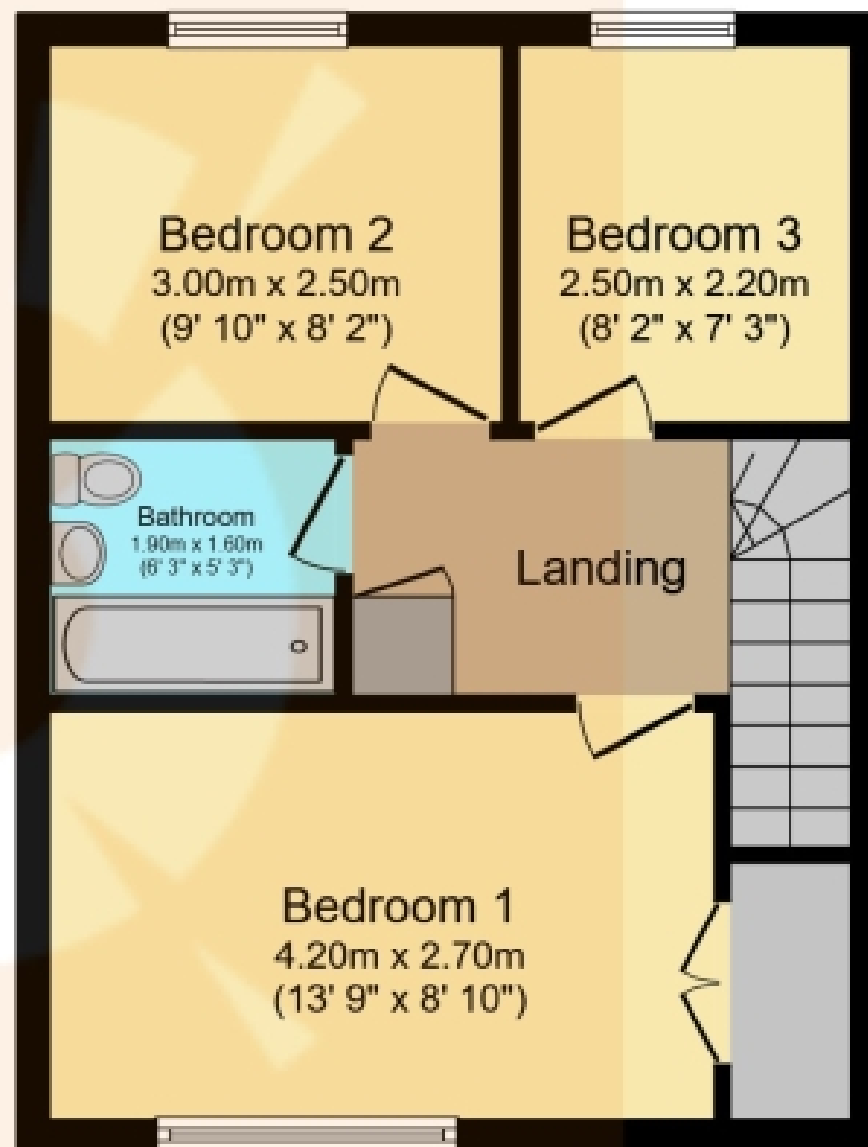 Bedroom 2
3.00m x 2.50m
(9' 10" x 8' 2")
Bedroom 3
2.50m x 2.20m
(8' 2" x 7' 3")
Bathroom
1.90m x 1.60m
(6' 3" x 5' 3")
Landing
Bedroom 1
4.20m x 2.70m
(13' 9" x 8' 10")